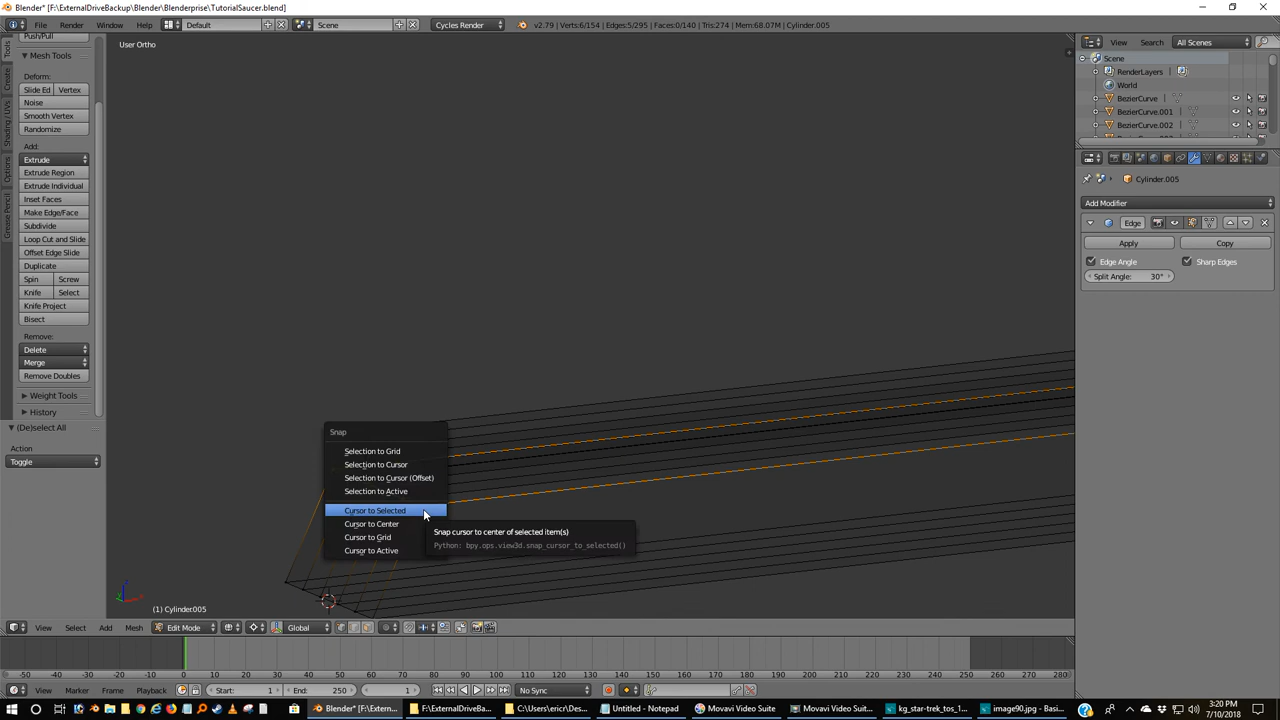 Blender* [F:\ExternalDriveBackup\Blender\Blenderprise\TutorialSaucer.blend]
File Render Window Help Default Scene Cycles Render v2.79 | Verts:6/154 | Edges:5/295 | Faces:0/140 | Tris:274 | Mem:68.07M | Cylinder.005
View Search All Scenes
Push/Pull
User Ortho
Mesh Tools
Deform:
Slide Ed Vertex
Noise
Smooth Vertex
Randomize
Add:
Extrude
Extrude Region
Extrude Individual
Inset Faces
Make Edge/Face
Subdivide
Loop Cut and Slide
Offset Edge Slide
Duplicate
Spin Screw
Knife Select
Knife Project
Bisect
Remove:
Delete
Merge
Remove Doubles
Weight Tools
History
(De)select All
Action
Toggle
Tools
Create
Shading / UVs
Options
Grease Pencil
Snap
Selection to Grid
Selection to Cursor
Selection to Cursor (Offset)
Selection to Active
Cursor to Selected
Cursor to Center
Cursor to Grid
Cursor to Active
Snap cursor to center of selected item(s)
Python: bpy.ops.view3d.snap_cursor_to_selected()
(1) Cylinder.005
Scene
RenderLayers
World
BezierCurve
BezierCurve.001
BezierCurve.002
Cylinder.005
Add Modifier
Edge
Apply Copy
Edge Angle Sharp Edges
Split Angle: 30°
View Select Add Mesh Edit Mode Global
-50 -40 -30 -20 -10 0 10 20 30 40 50 60 70 80 90 100 110 120 130 140 150 160 170 180 190 200 210 220 230 240 250 260 270 280
View Marker Frame Playback Start: 1 End: 250 1 No Sync
Blender* [F:\Extern... F:\ExternalDriveBa... C:\Users\ericr\De... Untitled - Notepad Movavi Video Suite Movavi Video Suit... kg_star-trek_tos_1... image90.jpg - Basi...
3:20 PM
7/10/2018